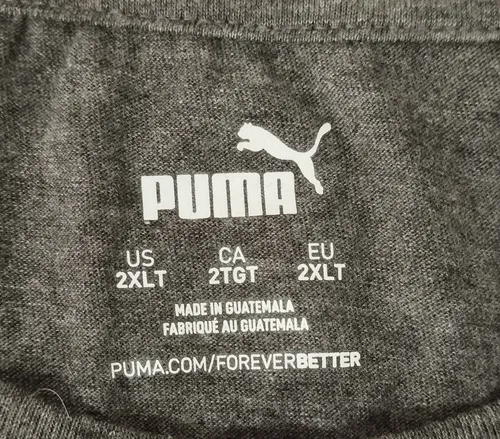 PUMA
US CA EU
2XLT 2TGT 2XLT
MADE IN GUATEMALA
FABRIQUÉ AU GUATEMALA
PUMA.COM/FOREVERBETTER